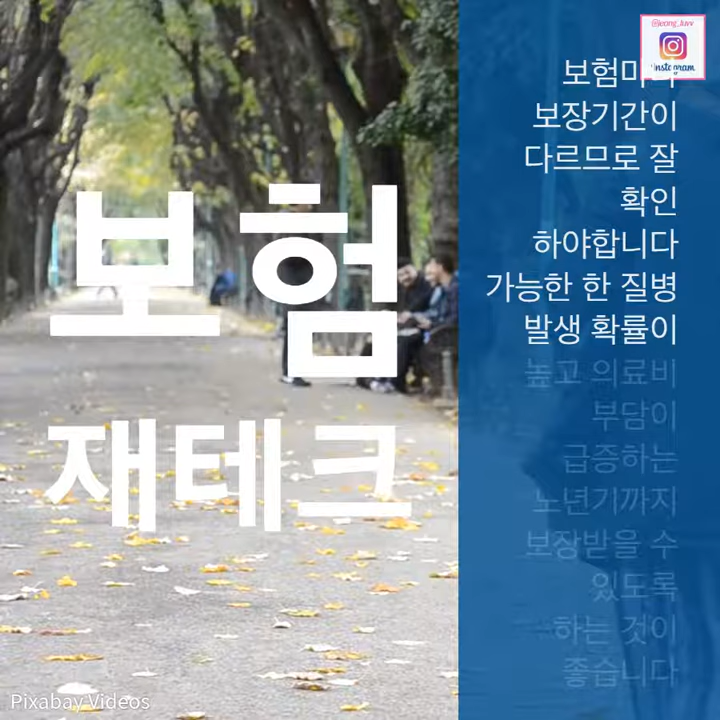 보험
재테크
@jeong_luvv
Instagram
보험마다
보장기간이
다르므로 잘
확인
하야합니다
가능한 한 질병
발생 확률이
높고 의료비
부담이
급증하는
노년기까지
보장받을 수
있도록
하는 것이
좋습니다
Pixabay Videos